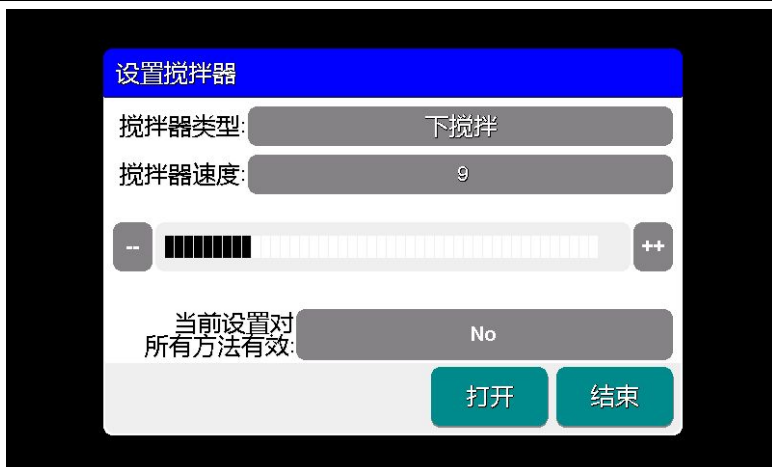 设置搅拌器
搅拌器类型: 下搅拌
搅拌器速度: 9
-- ++
当前设置对
所有方法有效: No
打开 结束